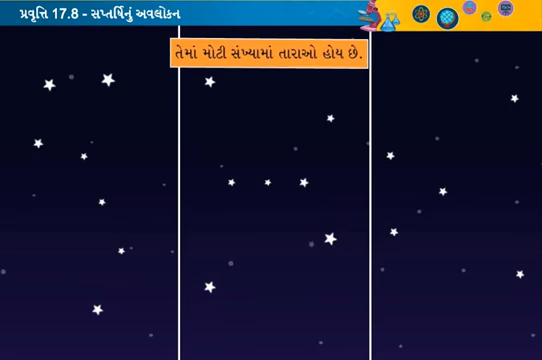 પ્રવૃત્તિ 17.8 - સપ્તર્ષિનું અવલોકન
તેમાં મોટી સંખ્યામાં તારાઓ હોય છે.